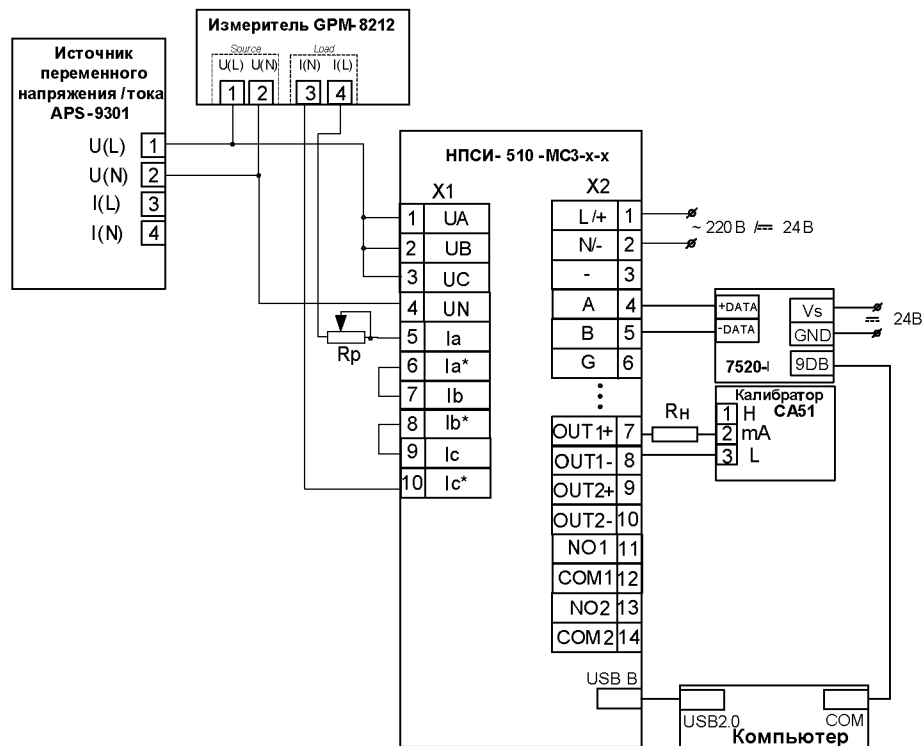 Измеритель GPM-8212
Source Load
U(L) U(N) I(N) I(L)
1 2 3 4
Источник
переменного
напряжения /тока
APS-9301
U(L) 1
U(N) 2
I(L) 3
I(N) 4
НПСИ- 510 -МС3-х-х
X1
1 UA
2 UB
3 UC
4 UN
5 Ia
6 Ia*
7 Ib
8 Ib*
9 Ic
10 Ic*
Rp
X2
L/+ 1
N/- 2
- 3
A 4
B 5
G 6
OUT1+ 7
OUT1- 8
OUT2+ 9
OUT2- 10
NO1 11
COM1 12
NO2 13
COM2 14
USB B
~ 220 В /⎓ 24В
+DATA Vs
-DATA GND
7520-I 9DB
⎓ 24В
Rн
Калибратор
CA51
1 H
2 mA
3 L
USB2.0 COM
Компьютер